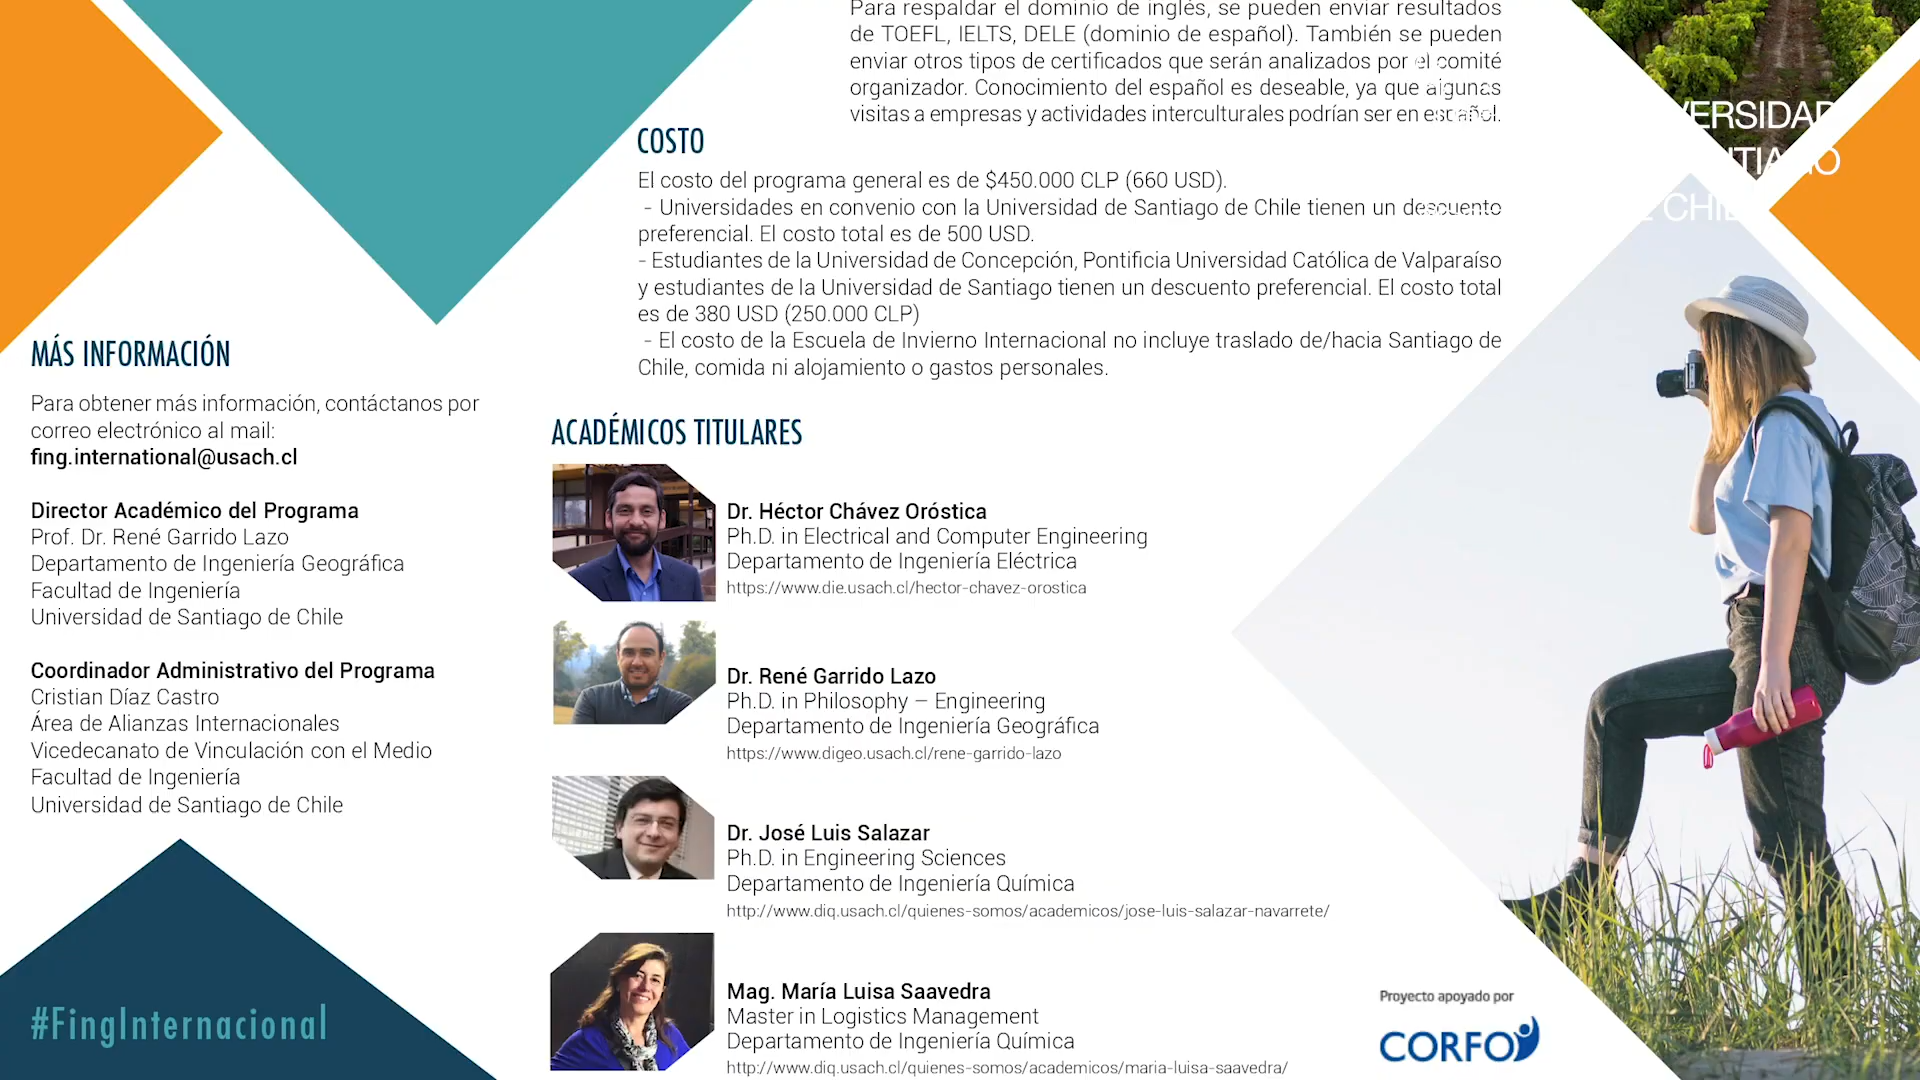 Para respaldar el dominio de inglés, se pueden enviar resultados
de TOEFL, IELTS, DELE (dominio de español). También se pueden
enviar otros tipos de certificados que serán analizados por el comité
organizador. Conocimiento del español es deseable, ya que algunas
visitas a empresas y actividades interculturales podrían ser en español.
COSTO
El costo del programa general es de $450.000 CLP (660 USD).
- Universidades en convenio con la Universidad de Santiago de Chile tienen un descuento
preferencial. El costo total es de 500 USD.
- Estudiantes de la Universidad de Concepción, Pontificia Universidad Católica de Valparaíso
y estudiantes de la Universidad de Santiago tienen un descuento preferencial. El costo total
es de 380 USD (250.000 CLP)
- El costo de la Escuela de Invierno Internacional no incluye traslado de/hacia Santiago de
Chile, comida ni alojamiento o gastos personales.
MÁS INFORMACIÓN
Para obtener más información, contáctanos por
correo electrónico al mail:
fing.international@usach.cl
Director Académico del Programa
Prof. Dr. René Garrido Lazo
Departamento de Ingeniería Geográfica
Facultad de Ingeniería
Universidad de Santiago de Chile
Coordinador Administrativo del Programa
Cristian Díaz Castro
Área de Alianzas Internacionales
Vicedecanato de Vinculación con el Medio
Facultad de Ingeniería
Universidad de Santiago de Chile
#FingInternacional
ACADÉMICOS TITULARES
Dr. Héctor Chávez Oróstica
Ph.D. in Electrical and Computer Engineering
Departamento de Ingeniería Eléctrica
https://www.die.usach.cl/hector-chavez-orostica
Dr. René Garrido Lazo
Ph.D. in Philosophy – Engineering
Departamento de Ingeniería Geográfica
https://www.digeo.usach.cl/rene-garrido-lazo
Dr. José Luis Salazar
Ph.D. in Engineering Sciences
Departamento de Ingeniería Química
http://www.diq.usach.cl/quienes-somos/academicos/jose-luis-salazar-navarrete/
Mag. María Luisa Saavedra
Master in Logistics Management
Departamento de Ingeniería Química
http://www.diq.usach.cl/quienes-somos/academicos/maria-luisa-saavedra/
Proyecto apoyado por
CORFO